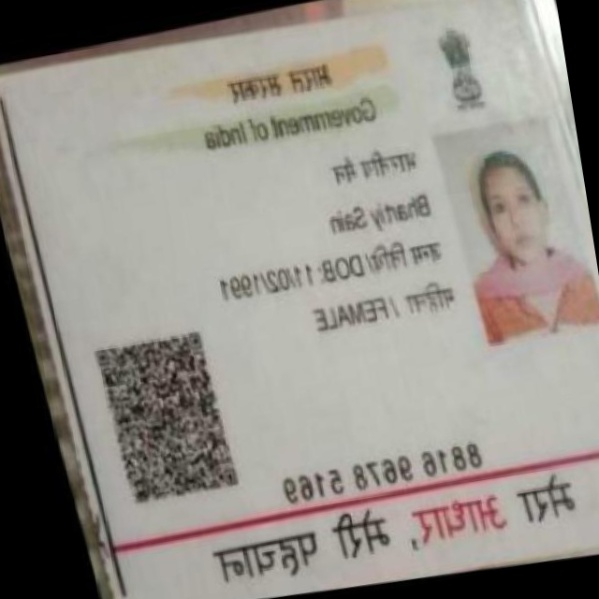 भारत सरकार
Government of India
भारतीय सैन
Bhartiy Sain
जन्म तिथि/ DOB: 11/02/1991
महिला / FEMALE
8816 9678 5169
मेरा आधार, मेरी पहचान